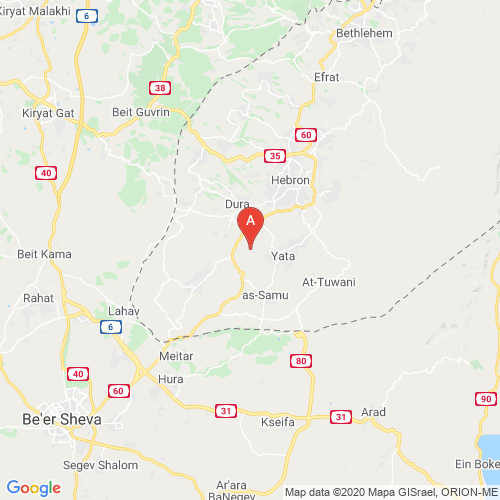 Kiryat Malakhi
6
Bethlehem
Efrat
38
Beit Guvrin
Kiryat Gat
60
35
40
Hebron
Dura
A
Beit Kama
Yata
At-Tuwani
Rahat
as-Samu
Lahav
6
Meitar
80
40
Hura
60
90
31
Arad
31
Kseifa
Be'er Sheva
Ein Boke
Segev Shalom
Ar'ara
BaNegev
Google
Map data ©2020 Mapa GISrael, ORION-ME